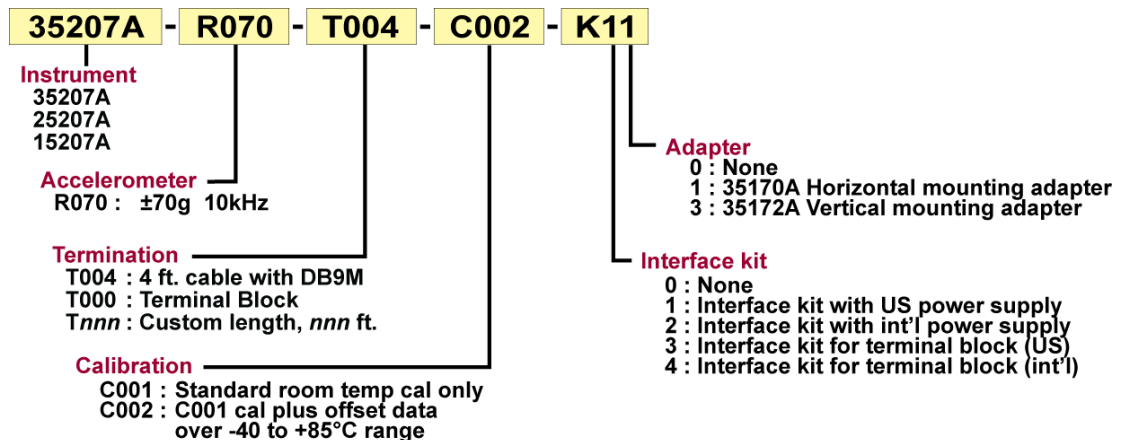 35207A - R070 - T004 - C002 - K11
Instrument
35207A
25207A
15207A
Accelerometer
R070 : ±70g 10kHz
Termination
T004 : 4 ft. cable with DB9M
T000 : Terminal Block
Tnnn : Custom length, nnn ft.
Calibration
C001 : Standard room temp cal only
C002 : C001 cal plus offset data
over -40 to +85°C range
Adapter
0 : None
1 : 35170A Horizontal mounting adapter
3 : 35172A Vertical mounting adapter
Interface kit
0 : None
1 : Interface kit with US power supply
2 : Interface kit with int'l power supply
3 : Interface kit for terminal block (US)
4 : Interface kit for terminal block (int'l)